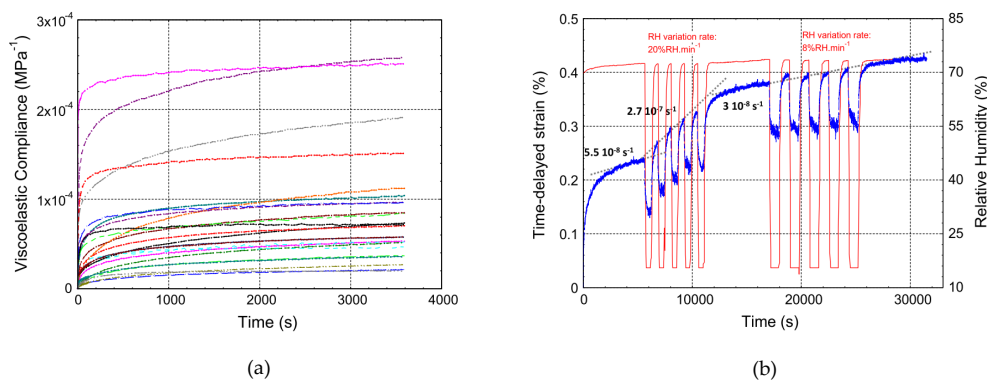 3x10⁻⁴
2x10⁻⁴
1x10⁻⁴
0
0 1000 2000 3000 4000
Viscoelastic Compliance (MPa⁻¹)
Time (s)
(a)
0.5
0.4
0.3
0.2
0.1
0
0 10000 20000 30000
85
70
55
40
25
10
Time-delayed strain (%)
Relative Humidity (%)
Time (s)
RH variation rate:
20%RH.min⁻¹
RH variation rate:
8%RH.min⁻¹
5.5 10⁻⁸ s⁻¹
2.7 10⁻⁷ s⁻¹
3 10⁻⁸ s⁻¹
(b)